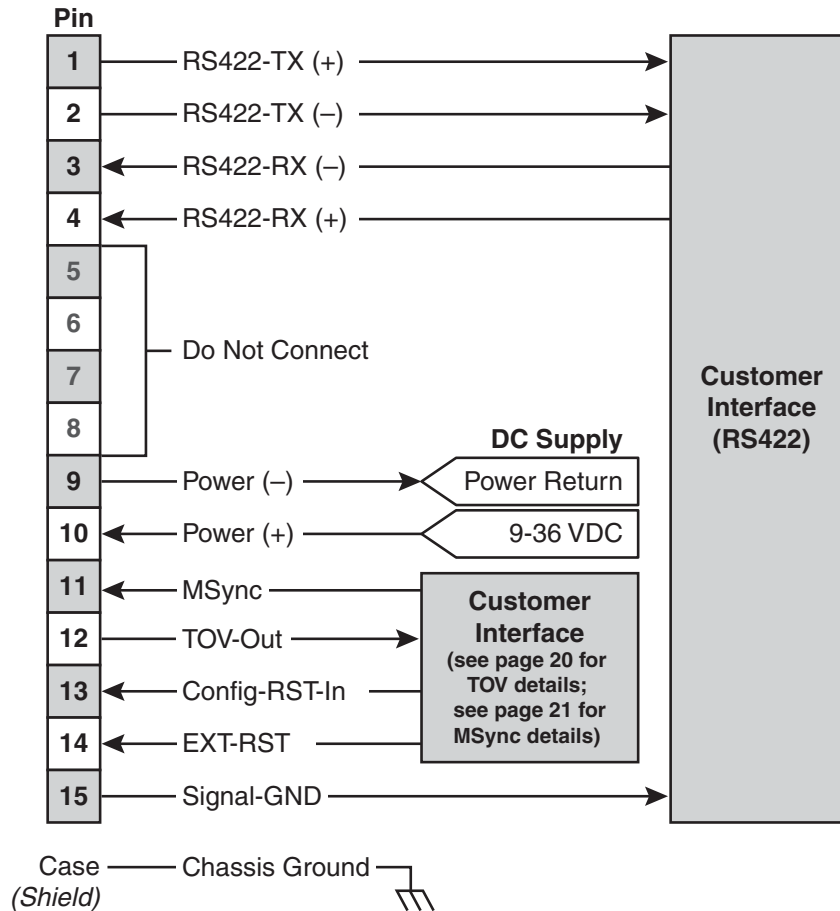 Pin
1 RS422-TX (+)
2 RS422-TX (–)
3 RS422-RX (–)
4 RS422-RX (+)
5
6
Do Not Connect
7
8
Customer
Interface
(RS422)
DC Supply
9 Power (–) Power Return
10 Power (+) 9-36 VDC
11 MSync
12 TOV-Out
13 Config-RST-In
14 EXT-RST
Customer
Interface
(see page 20 for
TOV details;
see page 21 for
MSync details)
15 Signal-GND
Case Chassis Ground
(Shield)